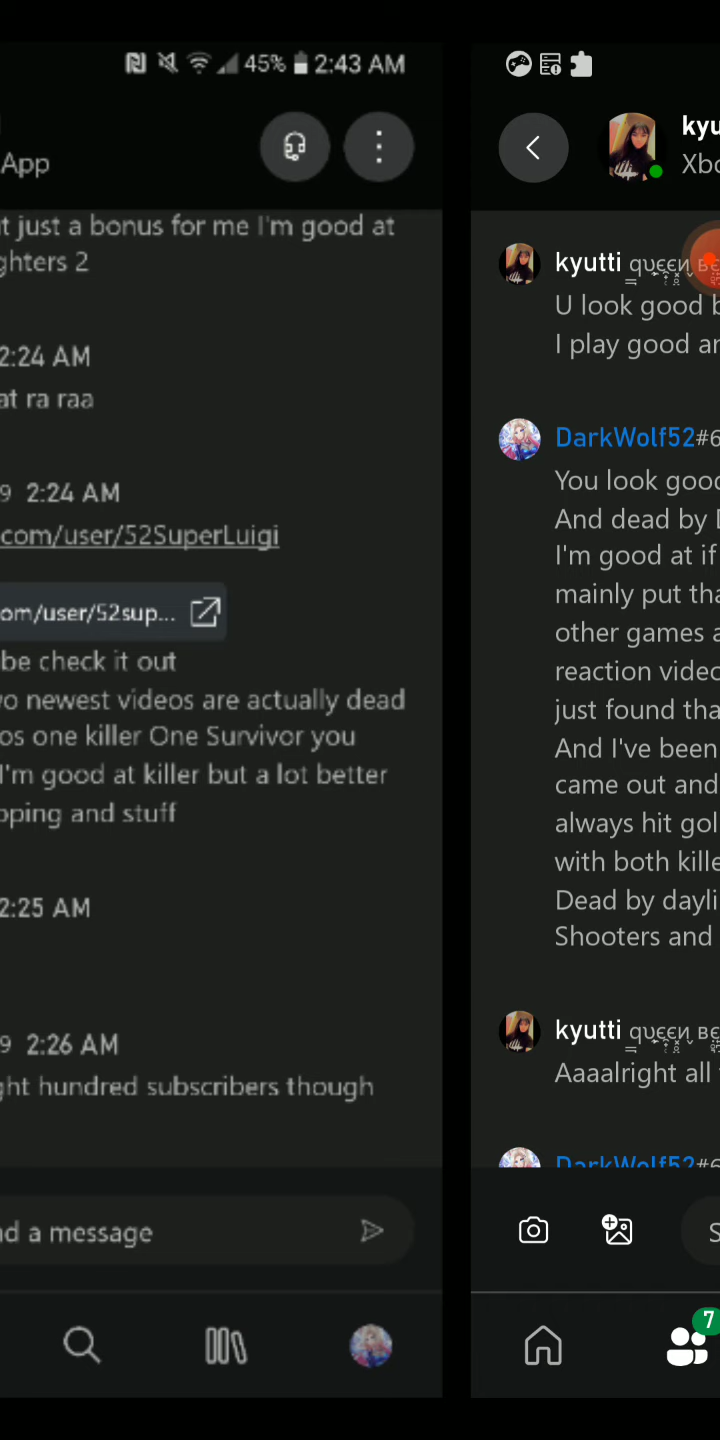 45% 2:43 AM
App
t just a bonus for me I'm good at
ghters 2
2:24 AM
at ra raa
9 2:24 AM
com/user/52SuperLuigi
om/user/52sup...
be check it out
vo newest videos are actually dead
os one killer One Survivor you
I'm good at killer but a lot better
pping and stuff
2:25 AM
9 2:26 AM
ght hundred subscribers though
nd a message
kyu
Xbo
kyutti
U look good b
I play good an
DarkWolf52#6
You look good
And dead by D
I'm good at if
mainly put tha
other games a
reaction video
just found tha
And I've been
came out and
always hit gol
with both kille
Dead by dayli
Shooters and
kyutti
Aaaalright all
DarkWolf52#6
S
7